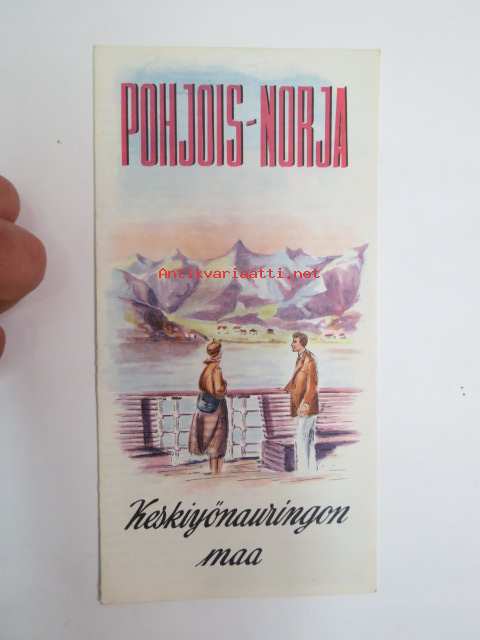 POHJOIS-NORJA
Antikvariaatti.net
Keskiyönauringon
maa